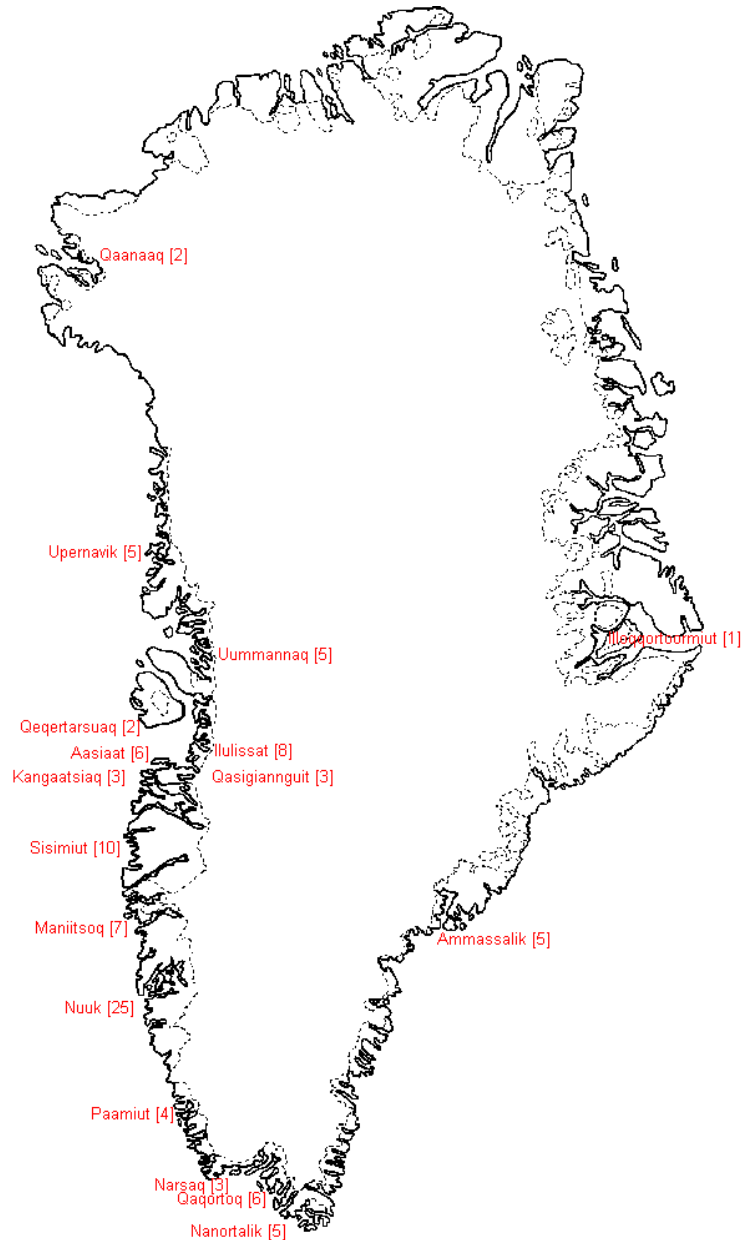 Qaanaaq [2]
Upernavik [5]
Illoqqortoormiut [1]
Uummannaq [5]
Qeqertarsuaq [2]
Aasiaat [6]
Ilulissat [8]
Kangaatsiaq [3]
Qasigiannguit [3]
Sisimiut [10]
Maniitsoq [7]
Ammassalik [5]
Nuuk [25]
Paamiut [4]
Narsaq [3]
Qaqortoq [6]
Nanortalik [5]